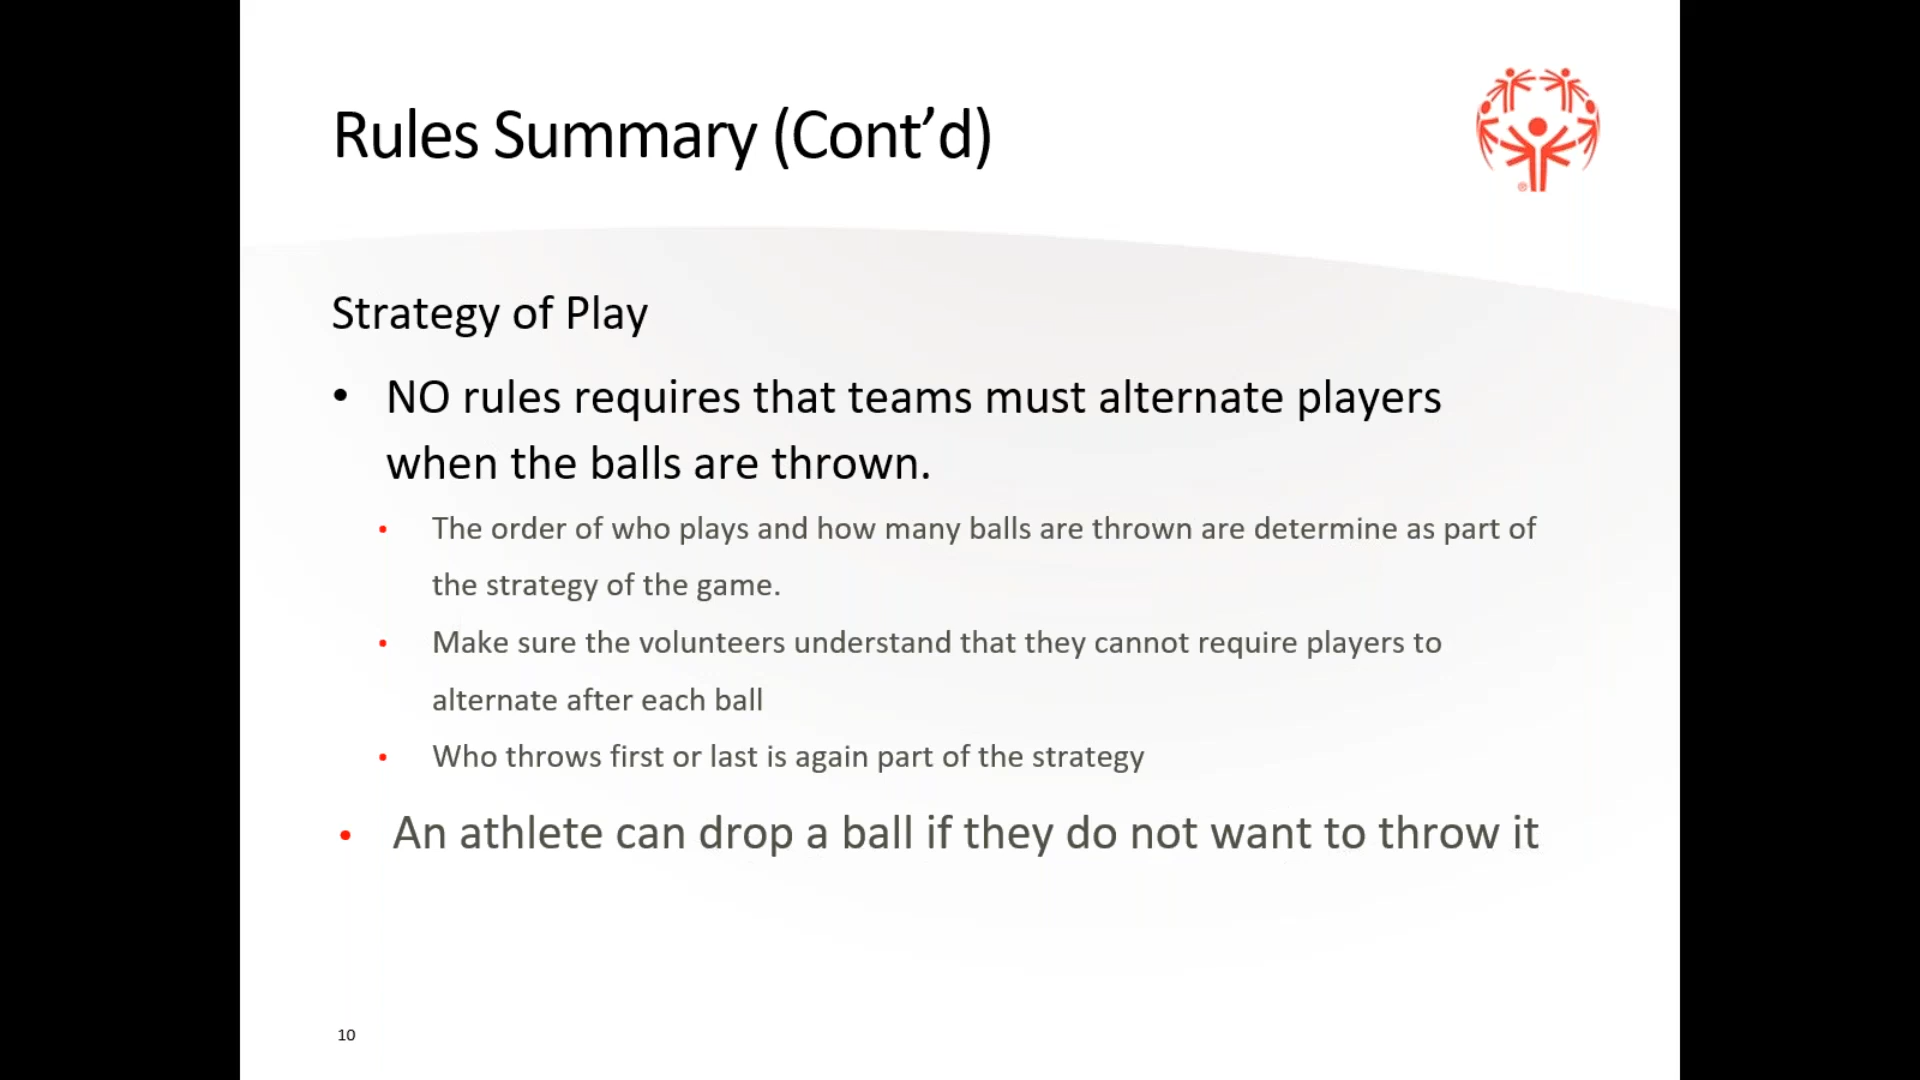 Rules Summary (Cont’d)
®
Strategy of Play
• NO rules requires that teams must alternate players
when the balls are thrown.
• The order of who plays and how many balls are thrown are determine as part of
the strategy of the game.
• Make sure the volunteers understand that they cannot require players to
alternate after each ball
• Who throws first or last is again part of the strategy
• An athlete can drop a ball if they do not want to throw it
10